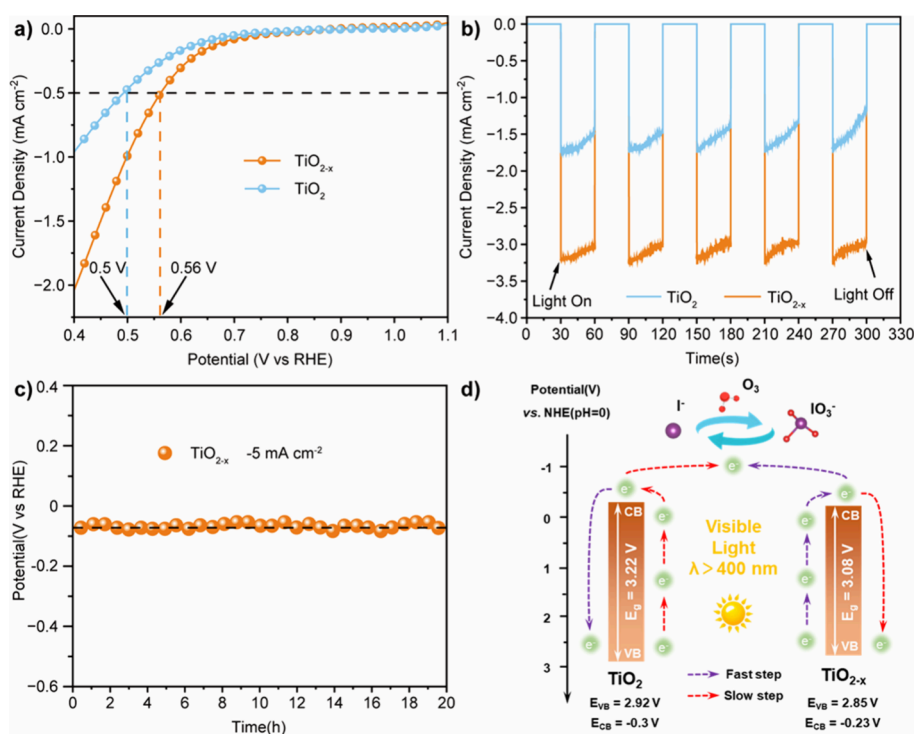 a)
0.0
−0.5
−1.0
−1.5
−2.0
Current Density (mA cm⁻²)
TiO₂₋ₓ
TiO₂
0.5 V
0.56 V
0.4 0.5 0.6 0.7 0.8 0.9 1.0 1.1
Potential (V vs RHE)
b)
0.0
−0.5
−1.0
−1.5
−2.0
−2.5
−3.0
−3.5
−4.0
Current Density (mA cm⁻²)
Light On
TiO₂
TiO₂₋ₓ
Light Off
0 30 60 90 120 150 180 210 240 270 300 330
Time(s)
c)
0.4
0.2
0
−0.2
−0.4
−0.6
Potential(V vs RHE)
TiO₂₋ₓ -5 mA cm⁻²
0 2 4 6 8 10 12 14 16 18 20
Time(h)
d)
Potential(V)
vs. NHE(pH=0)
I⁻
O₃
IO₃⁻
-1
0
1
2
3
e⁻
e⁻
e⁻
e⁻
e⁻
e⁻
e⁻
e⁻
e⁻
e⁻
e⁻
CB
E_g = 3.22 V
VB
Visible
Light
λ > 400 nm
CB
E_g = 3.08 V
VB
TiO₂
E_VB = 2.92 V
E_CB = -0.3 V
Fast step
Slow step
TiO₂₋ₓ
E_VB = 2.85 V
E_CB = -0.23 V